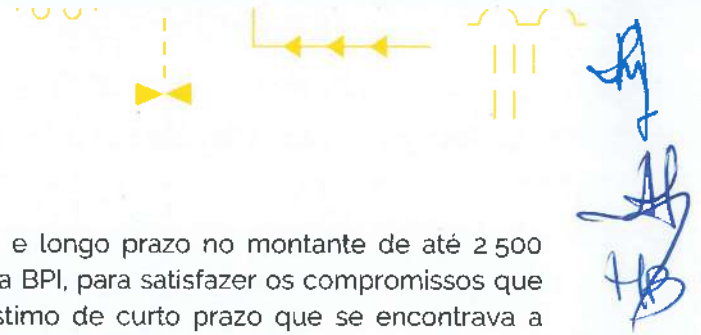 e longo prazo no montante de até 2 500
a BPI, para satisfazer os compromissos que
stimo de curto prazo que se encontrava a